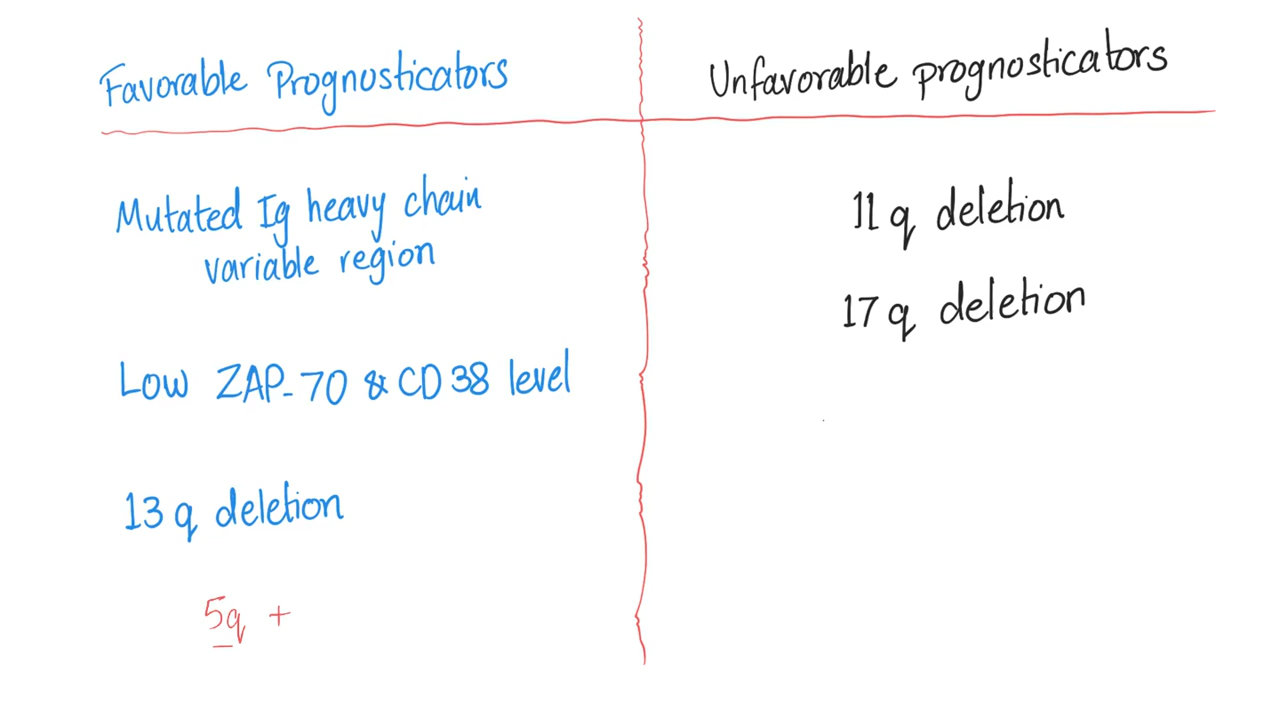 Favorable Prognosticators
Unfavorable prognosticators
Mutated Ig heavy chain
variable region
Low ZAP-70 & CD38 level
13q deletion
5q +
11q deletion
17q deletion